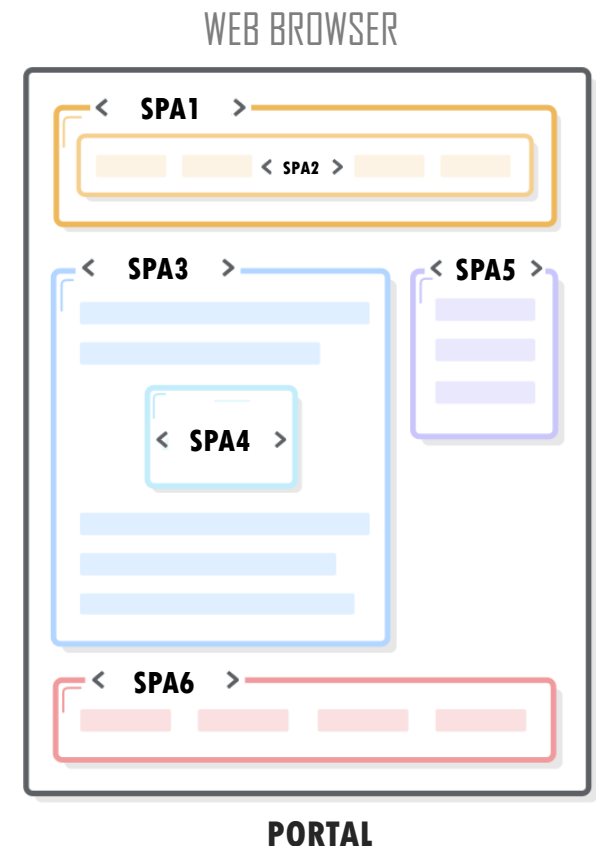 WEB BROWSER
< SPA1 >
< SPA2 >
< SPA3 >
< SPA5 >
< SPA4 >
< SPA6 >
PORTAL